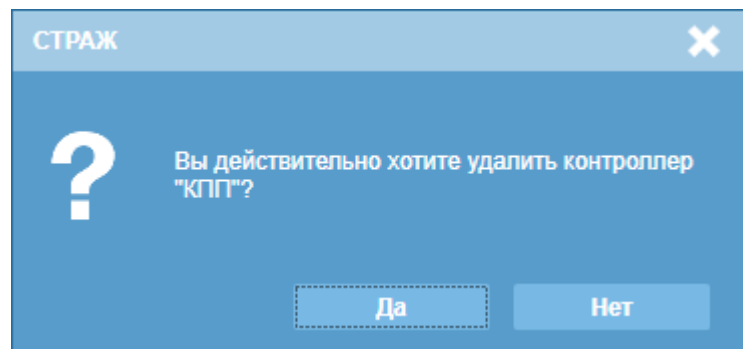 СТРАЖ
Вы действительно хотите удалить контроллер
"КПП"?
Да
Нет